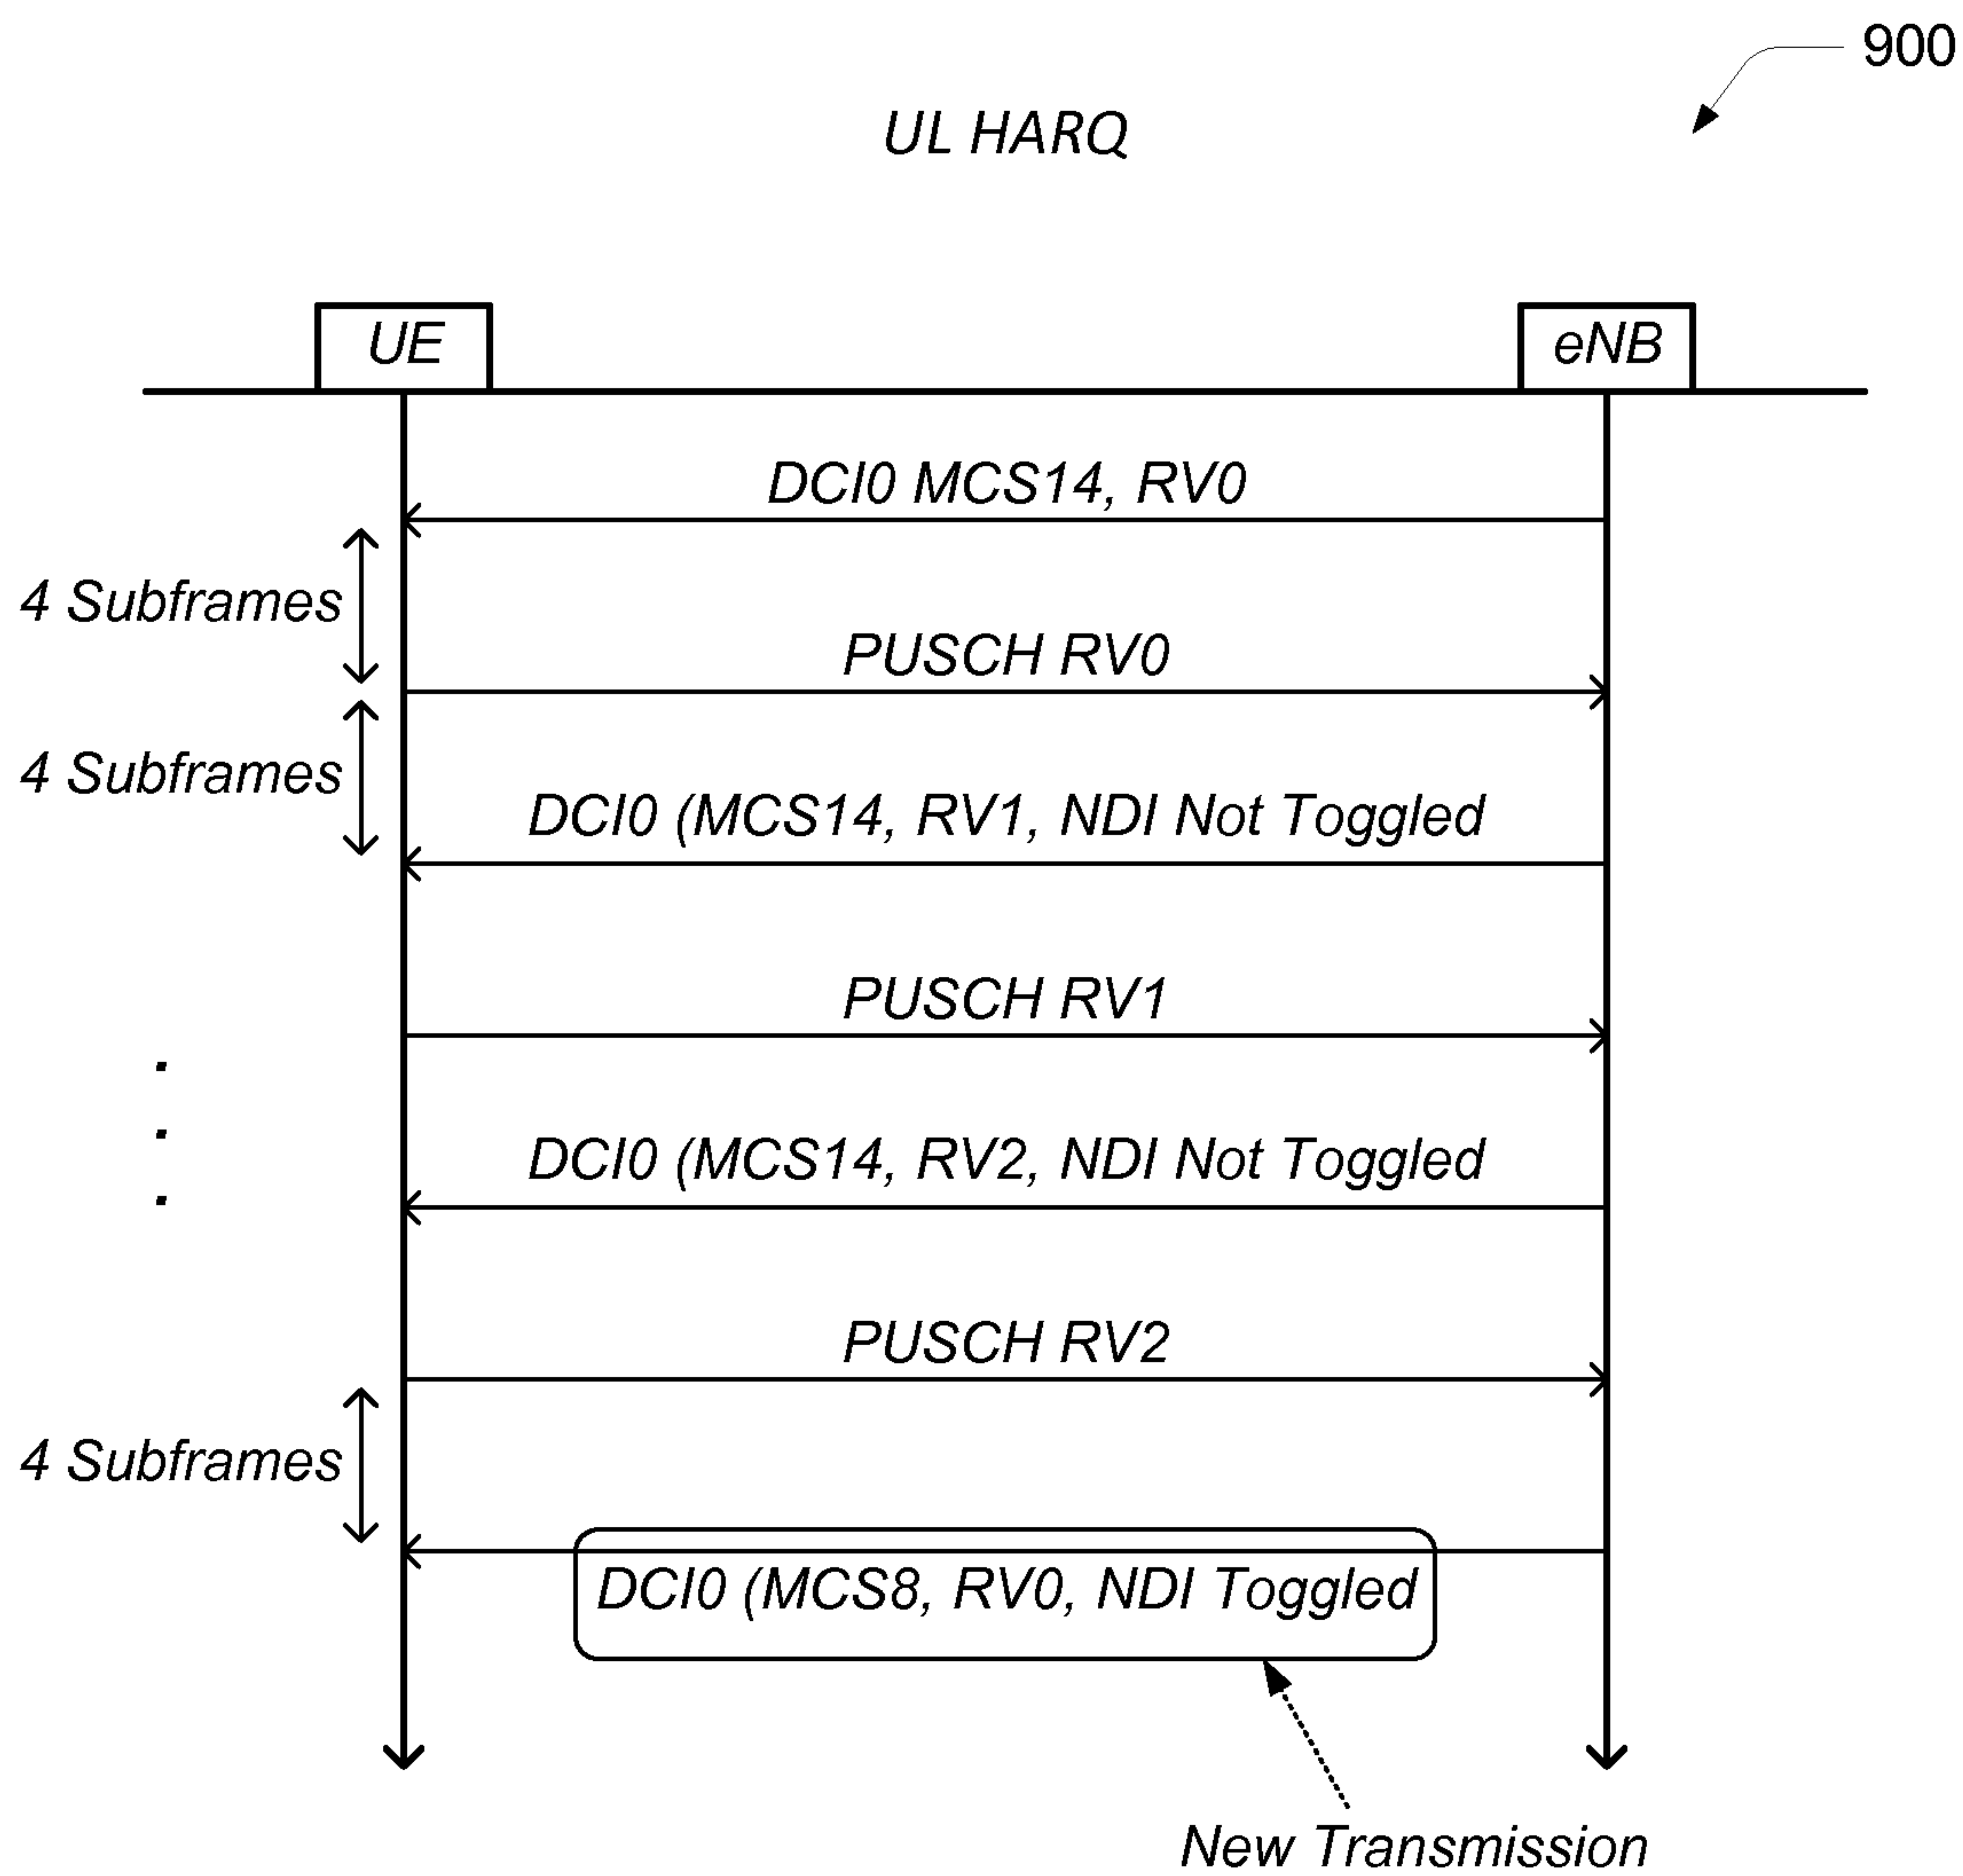 900
UL HARQ
UE
eNB
DCI0 MCS14, RV0
4 Subframes
PUSCH RV0
4 Subframes
DCI0 (MCS14, RV1, NDI Not Toggled
PUSCH RV1
DCI0 (MCS14, RV2, NDI Not Toggled
PUSCH RV2
4 Subframes
DCI0 (MCS8, RV0, NDI Toggled
New Transmission